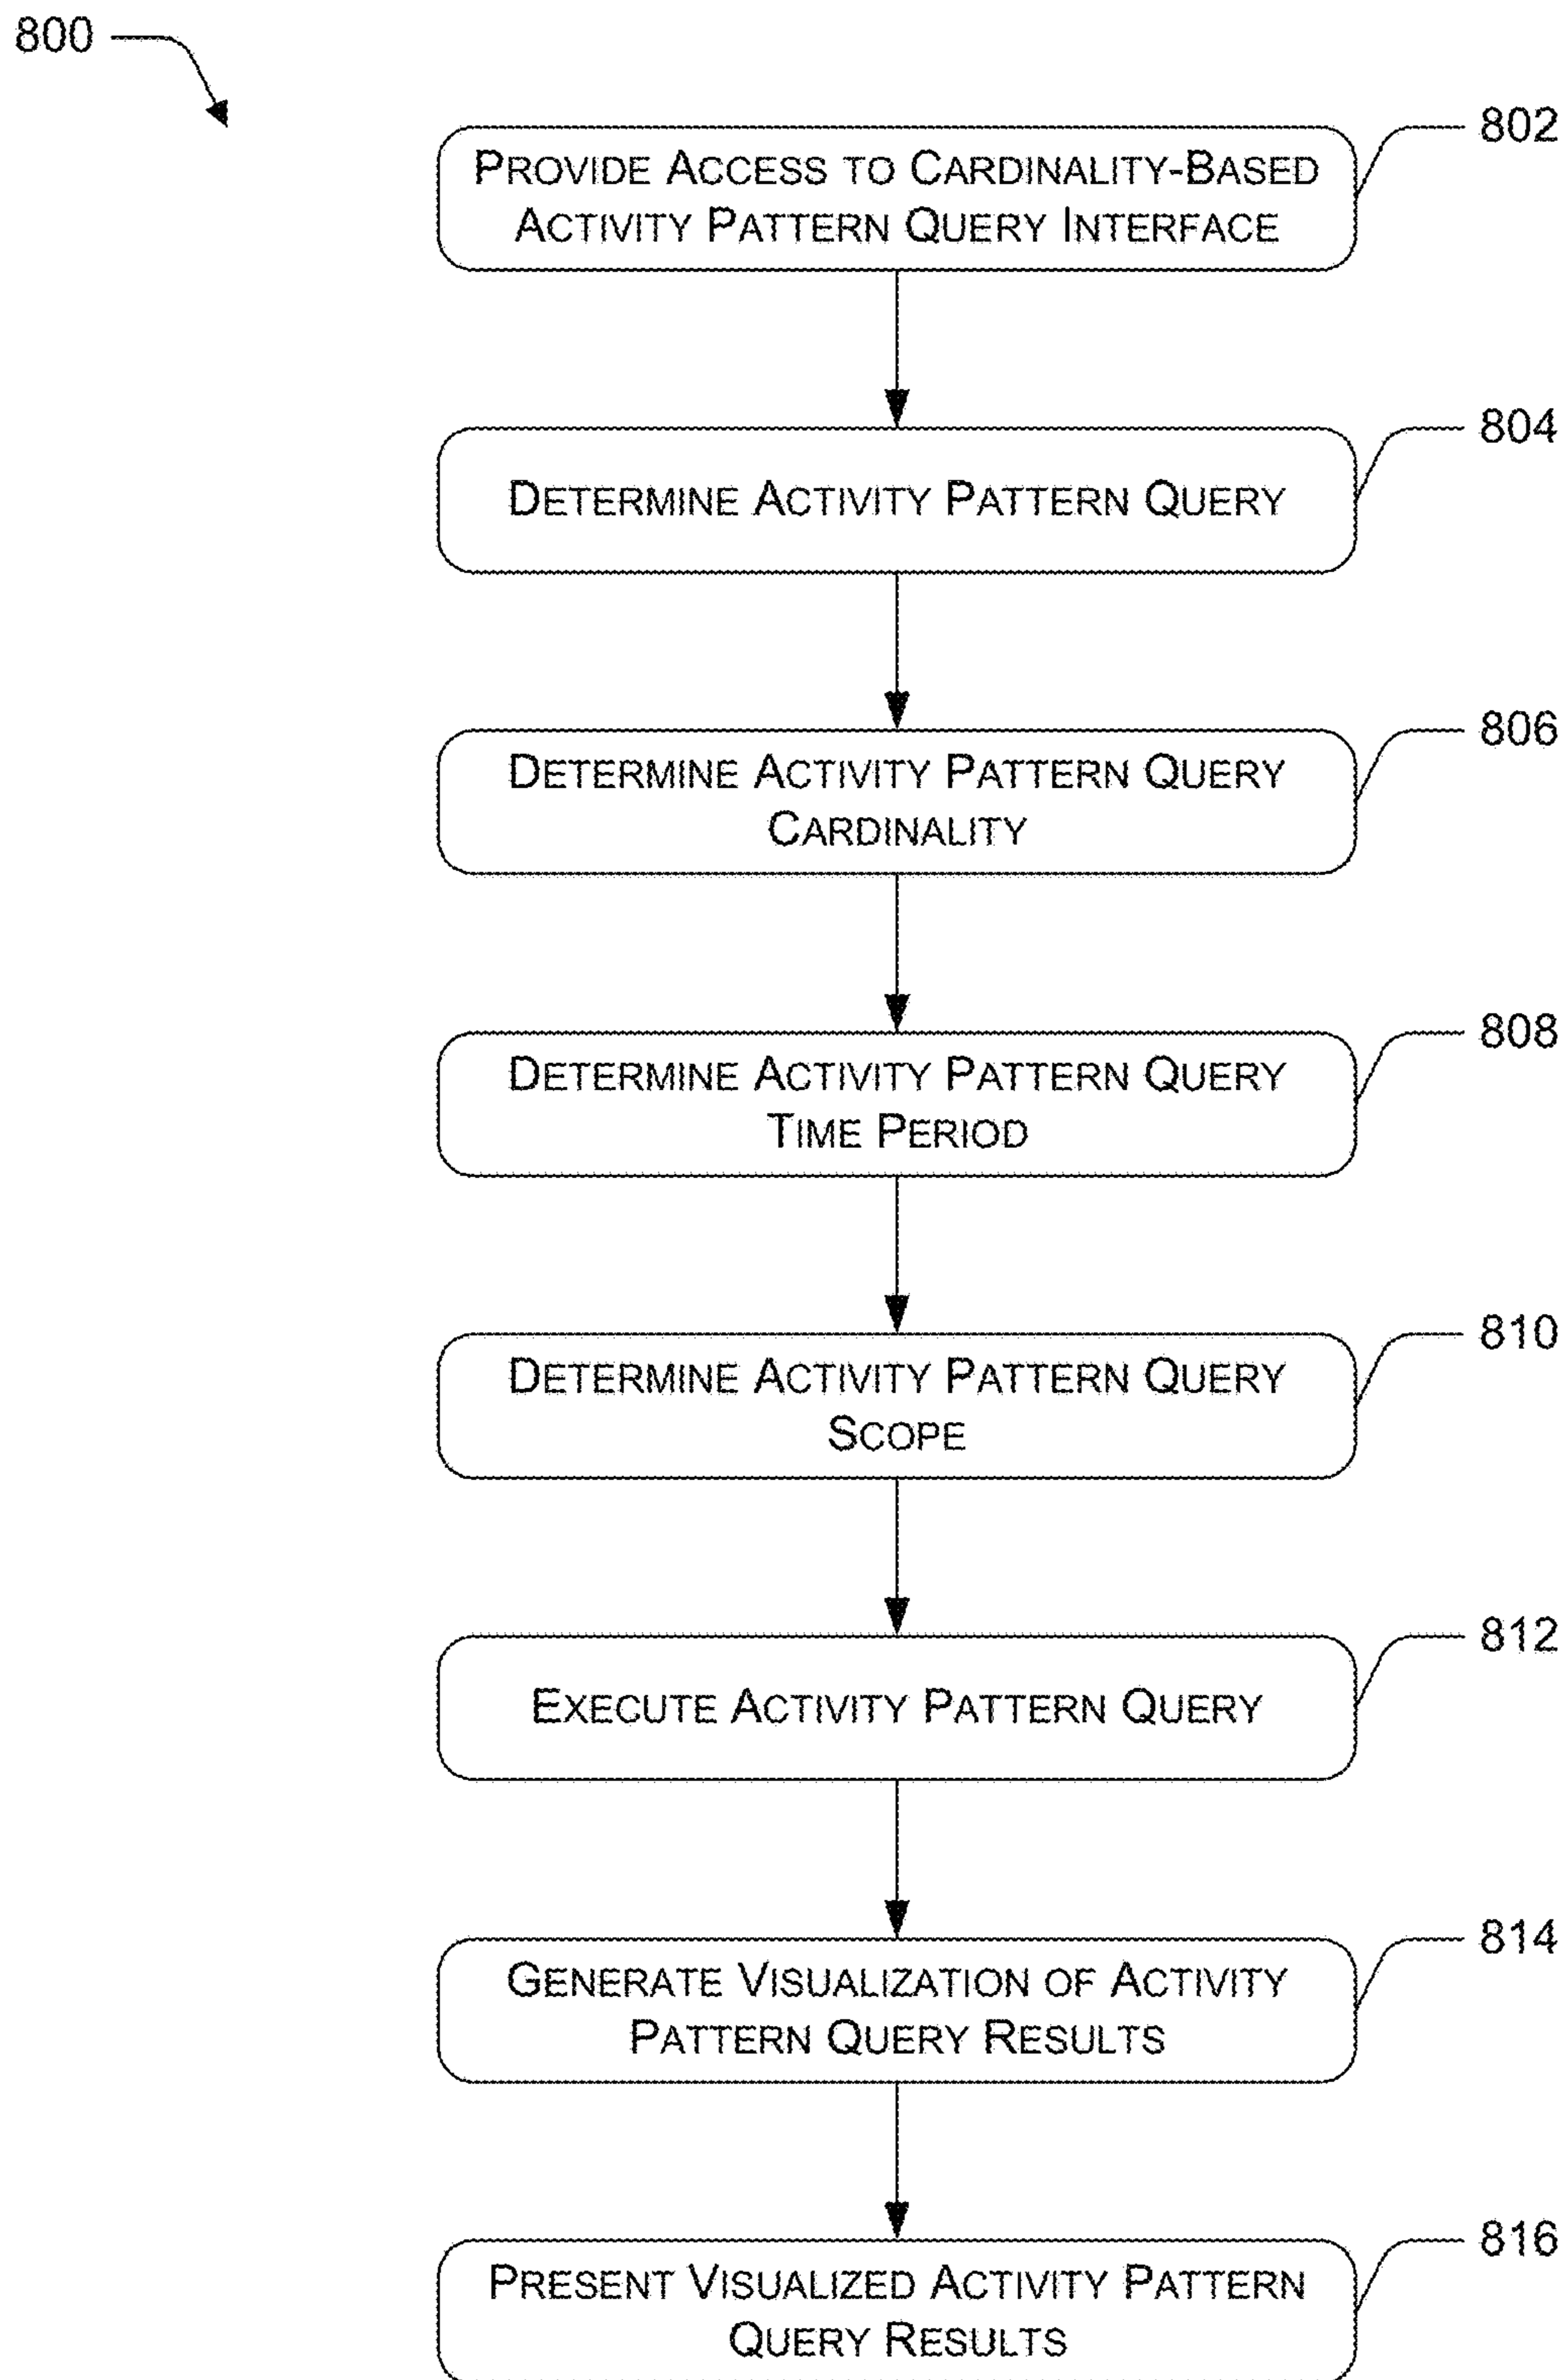 800
PROVIDE ACCESS TO CARDINALITY-BASED
ACTIVITY PATTERN QUERY INTERFACE
802
DETERMINE ACTIVITY PATTERN QUERY
804
DETERMINE ACTIVITY PATTERN QUERY
CARDINALITY
806
DETERMINE ACTIVITY PATTERN QUERY
TIME PERIOD
808
DETERMINE ACTIVITY PATTERN QUERY
SCOPE
810
EXECUTE ACTIVITY PATTERN QUERY
812
GENERATE VISUALIZATION OF ACTIVITY
PATTERN QUERY RESULTS
814
PRESENT VISUALIZED ACTIVITY PATTERN
QUERY RESULTS
816